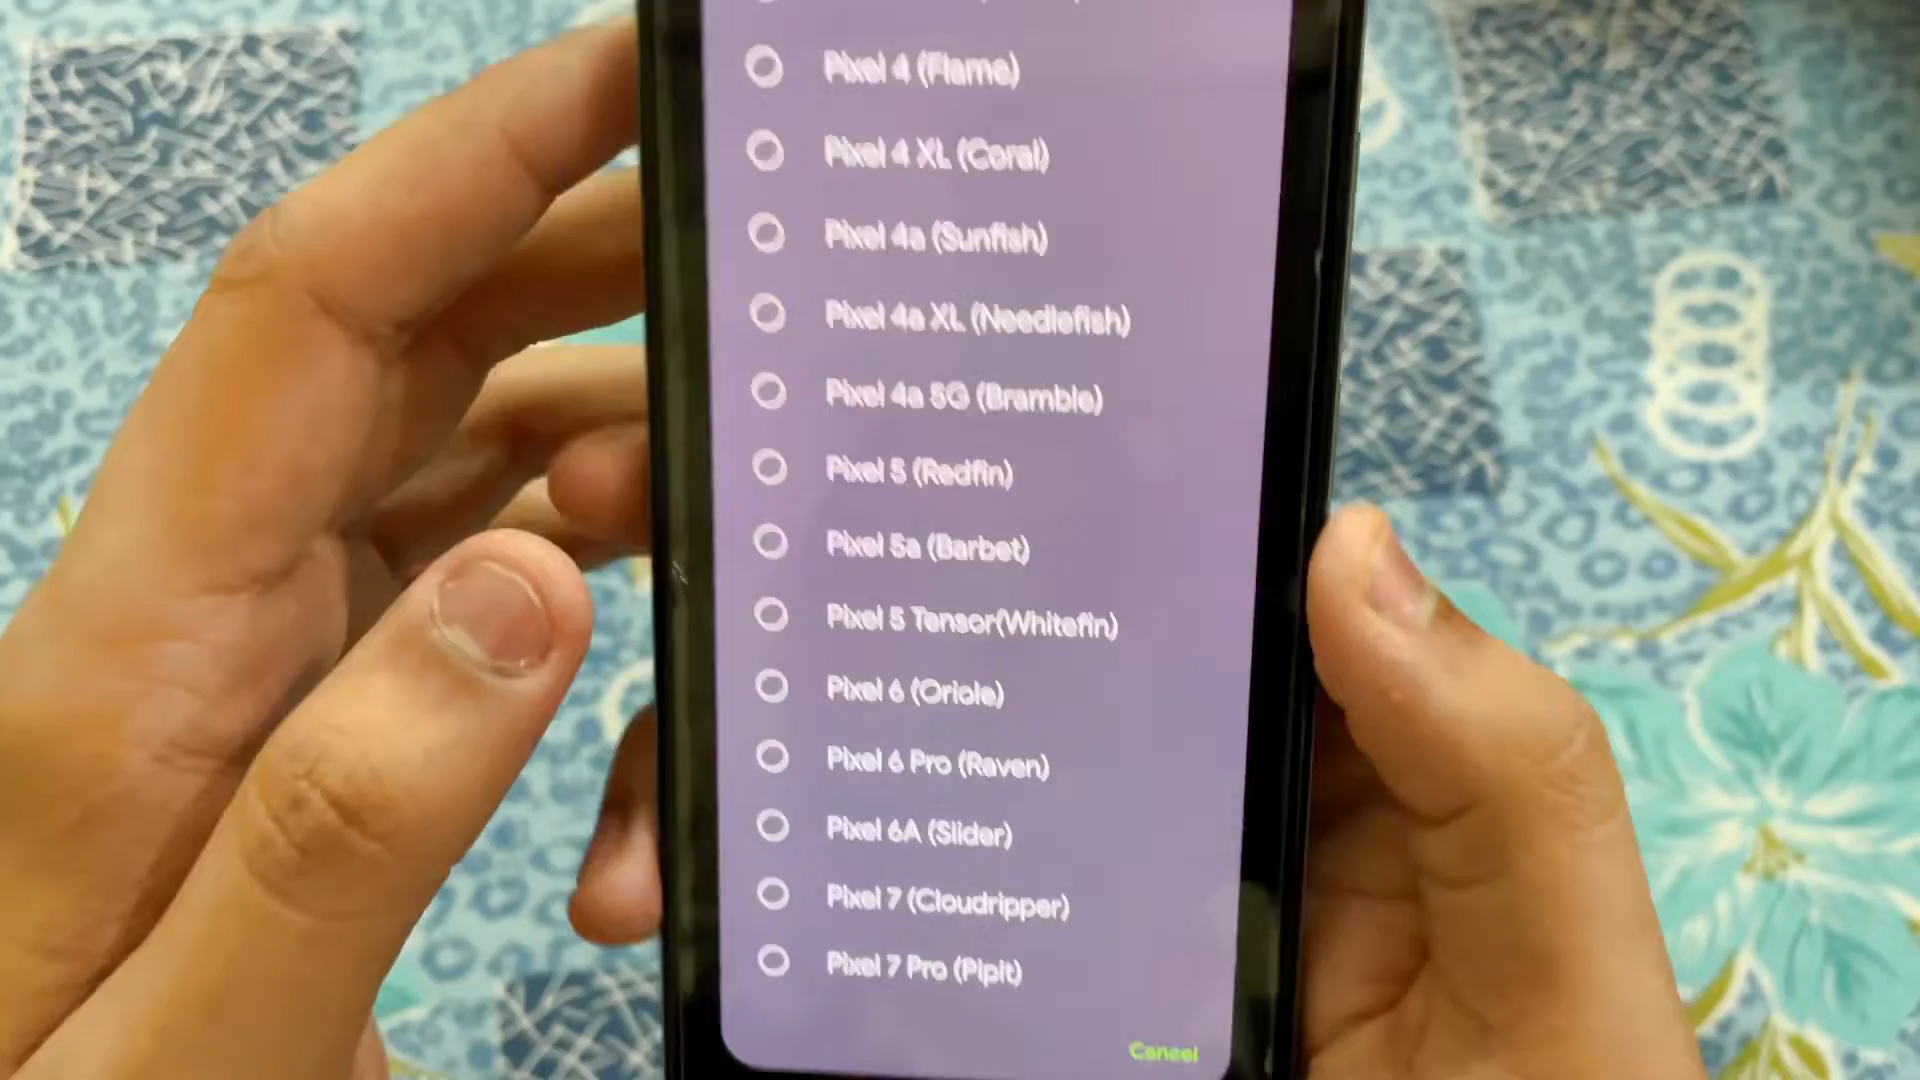 Pixel 4 (Flame)
Pixel 4 XL (Coral)
Pixel 4a (Sunfish)
Pixel 4a XL (Needlefish)
Pixel 4a 5G (Bramble)
Pixel 5 (Redfin)
Pixel 5a (Barbet)
Pixel 5 Tensor(Whitefin)
Pixel 6 (Oriole)
Pixel 6 Pro (Raven)
Pixel 6A (Slider)
Pixel 7 (Cloudripper)
Pixel 7 Pro (Pipit)
Cancel